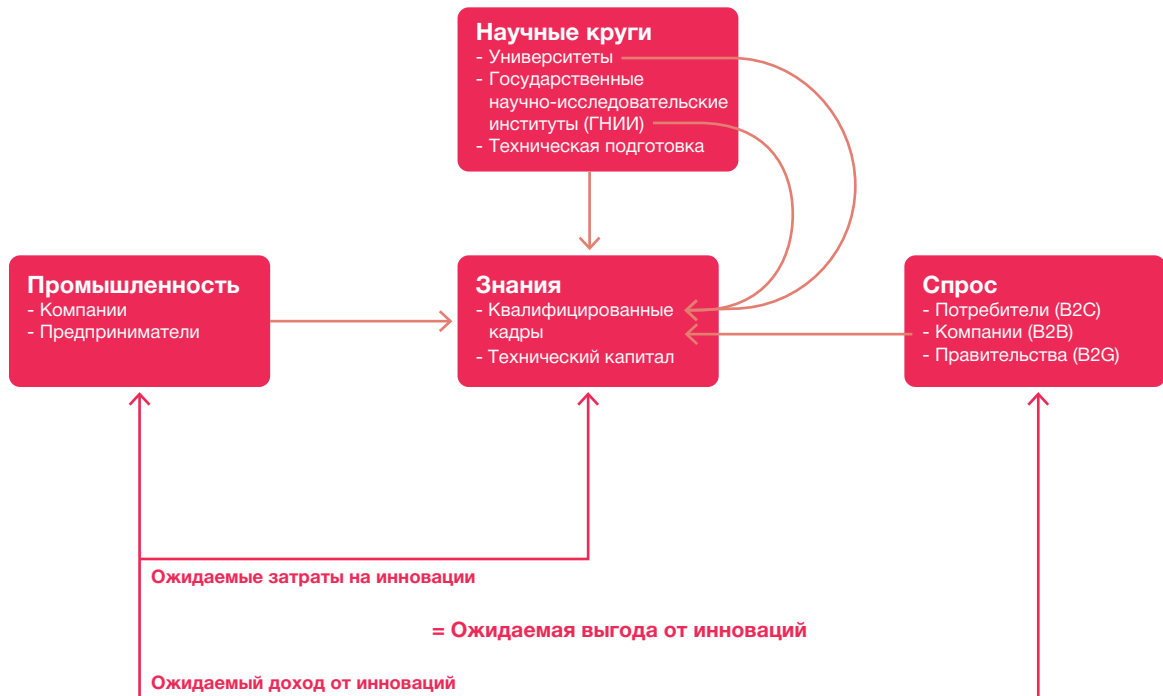 Научные круги
- Университеты
- Государственные
научно-исследовательские
институты (ГНИИ)
- Техническая подготовка
Промышленность
- Компании
- Предприниматели
Знания
- Квалифицированные
кадры
- Технический капитал
Спрос
- Потребители (B2C)
- Компании (B2B)
- Правительства (B2G)
Ожидаемые затраты на инновации
= Ожидаемая выгода от инноваций
Ожидаемый доход от инноваций